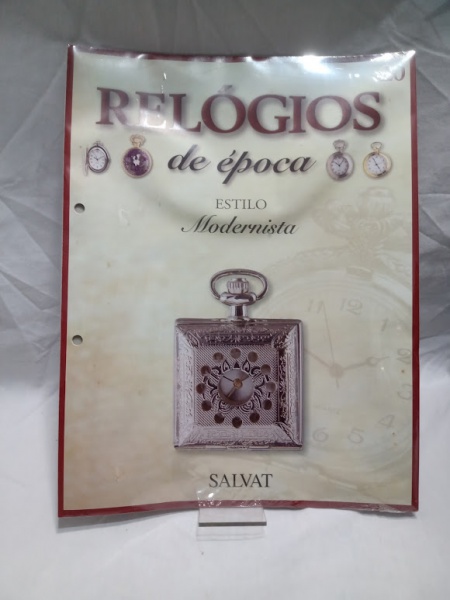 RELÓGIOS
de época
ESTILO
Modernista
SALVAT